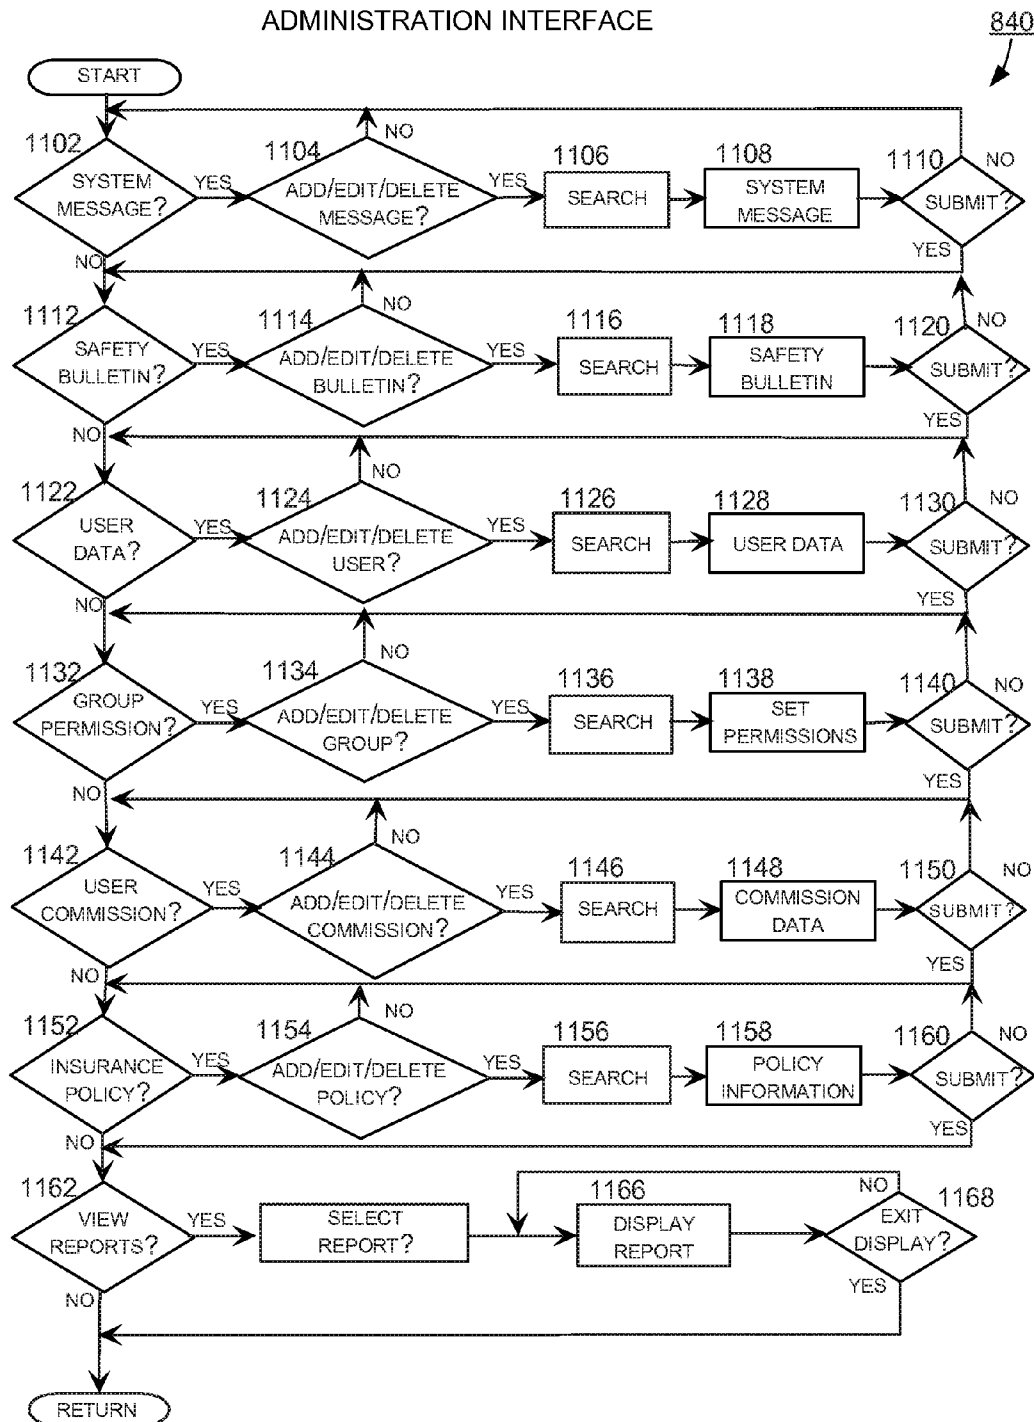 ADMINISTRATION INTERFACE
840
START
1102
SYSTEM
MESSAGE?
YES
NO
1104
ADD/EDIT/DELETE
MESSAGE?
NO
YES
1106
SEARCH
1108
SYSTEM
MESSAGE
1110
SUBMIT?
NO
YES
1112
SAFETY
BULLETIN?
YES
NO
1114
ADD/EDIT/DELETE
BULLETIN?
NO
YES
1116
SEARCH
1118
SAFETY
BULLETIN
1120
SUBMIT?
NO
YES
1122
USER
DATA?
YES
NO
1124
ADD/EDIT/DELETE
USER?
NO
YES
1126
SEARCH
1128
USER DATA
1130
SUBMIT?
NO
YES
1132
GROUP
PERMISSION?
YES
NO
1134
ADD/EDIT/DELETE
GROUP?
NO
YES
1136
SEARCH
1138
SET
PERMISSIONS
1140
SUBMIT?
NO
YES
1142
USER
COMMISSION?
YES
NO
1144
ADD/EDIT/DELETE
COMMISSION?
NO
YES
1146
SEARCH
1148
COMMISSION
DATA
1150
SUBMIT?
NO
YES
1152
INSURANCE
POLICY?
YES
NO
1154
ADD/EDIT/DELETE
POLICY?
NO
YES
1156
SEARCH
1158
POLICY
INFORMATION
1160
SUBMIT?
NO
YES
1162
VIEW
REPORTS?
YES
NO
SELECT
REPORT?
1166
DISPLAY
REPORT
1168
EXIT
DISPLAY?
NO
YES
RETURN